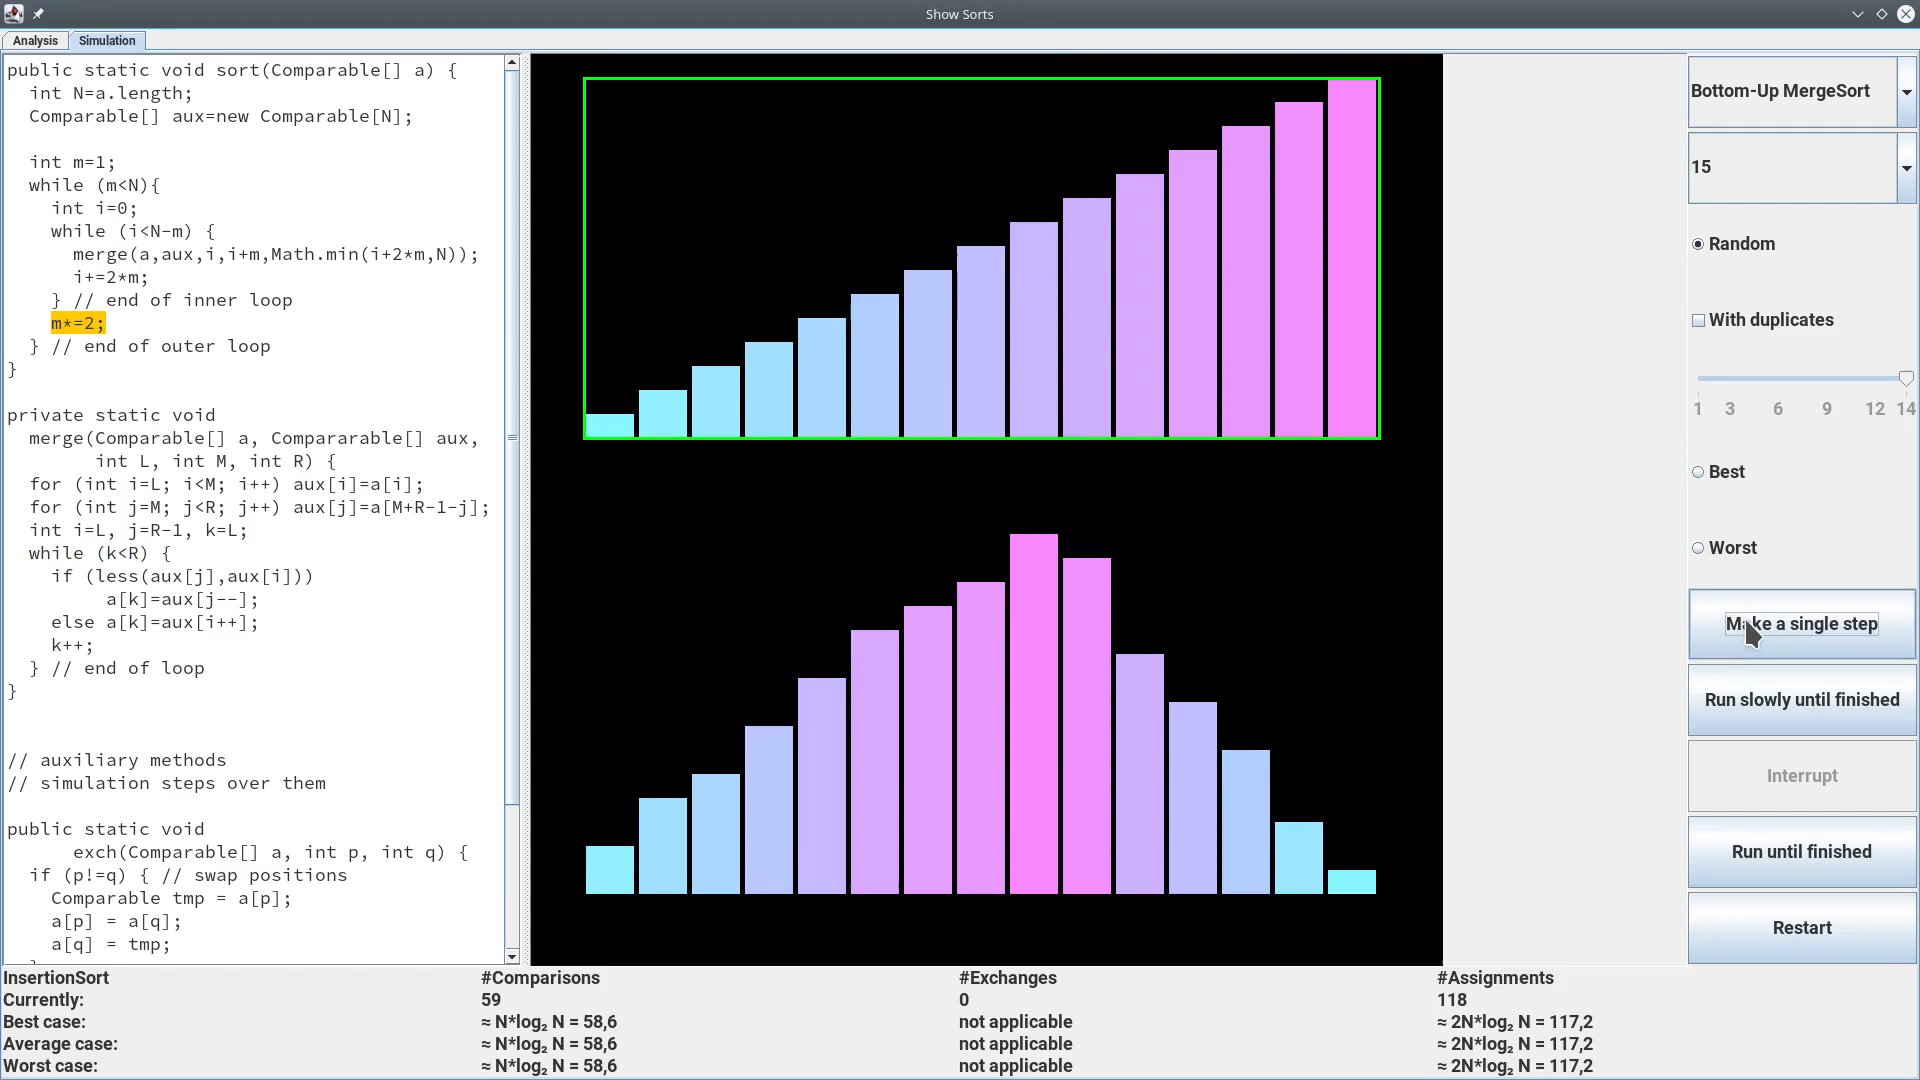 Show Sorts
Analysis
Simulation
public static void sort(Comparable[] a) {
  int N=a.length;
  Comparable[] aux=new Comparable[N];
  int m=1;
  while (m<N){
    int i=0;
    while (i<N-m) {
      merge(a,aux,i,i+m,Math.min(i+2*m,N));
      i+=2*m;
    } // end of inner loop
    m*=2;
  } // end of outer loop
}
private static void
  merge(Comparable[] a, Compararable[] aux,
        int L, int M, int R) {
  for (int i=L; i<M; i++) aux[i]=a[i];
  for (int j=M; j<R; j++) aux[j]=a[M+R-1-j];
  int i=L, j=R-1, k=L;
  while (k<R) {
    if (less(aux[j],aux[i]))
         a[k]=aux[j--];
    else a[k]=aux[i++];
    k++;
  } // end of loop
}
// auxiliary methods
// simulation steps over them
public static void
      exch(Comparable[] a, int p, int q) {
  if (p!=q) { // swap positions
    Comparable tmp = a[p];
    a[p] = a[q];
    a[q] = tmp;
Bottom-Up MergeSort
15
Random
With duplicates
1 3 6 9 12 14
Best
Worst
Make a single step
Run slowly until finished
Interrupt
Run until finished
Restart
InsertionSort #Comparisons #Exchanges #Assignments
Currently: 59 0 118
Best case: ≈ N*log₂ N = 58,6 not applicable ≈ 2N*log₂ N = 117,2
Average case: ≈ N*log₂ N = 58,6 not applicable ≈ 2N*log₂ N = 117,2
Worst case: ≈ N*log₂ N = 58,6 not applicable ≈ 2N*log₂ N = 117,2